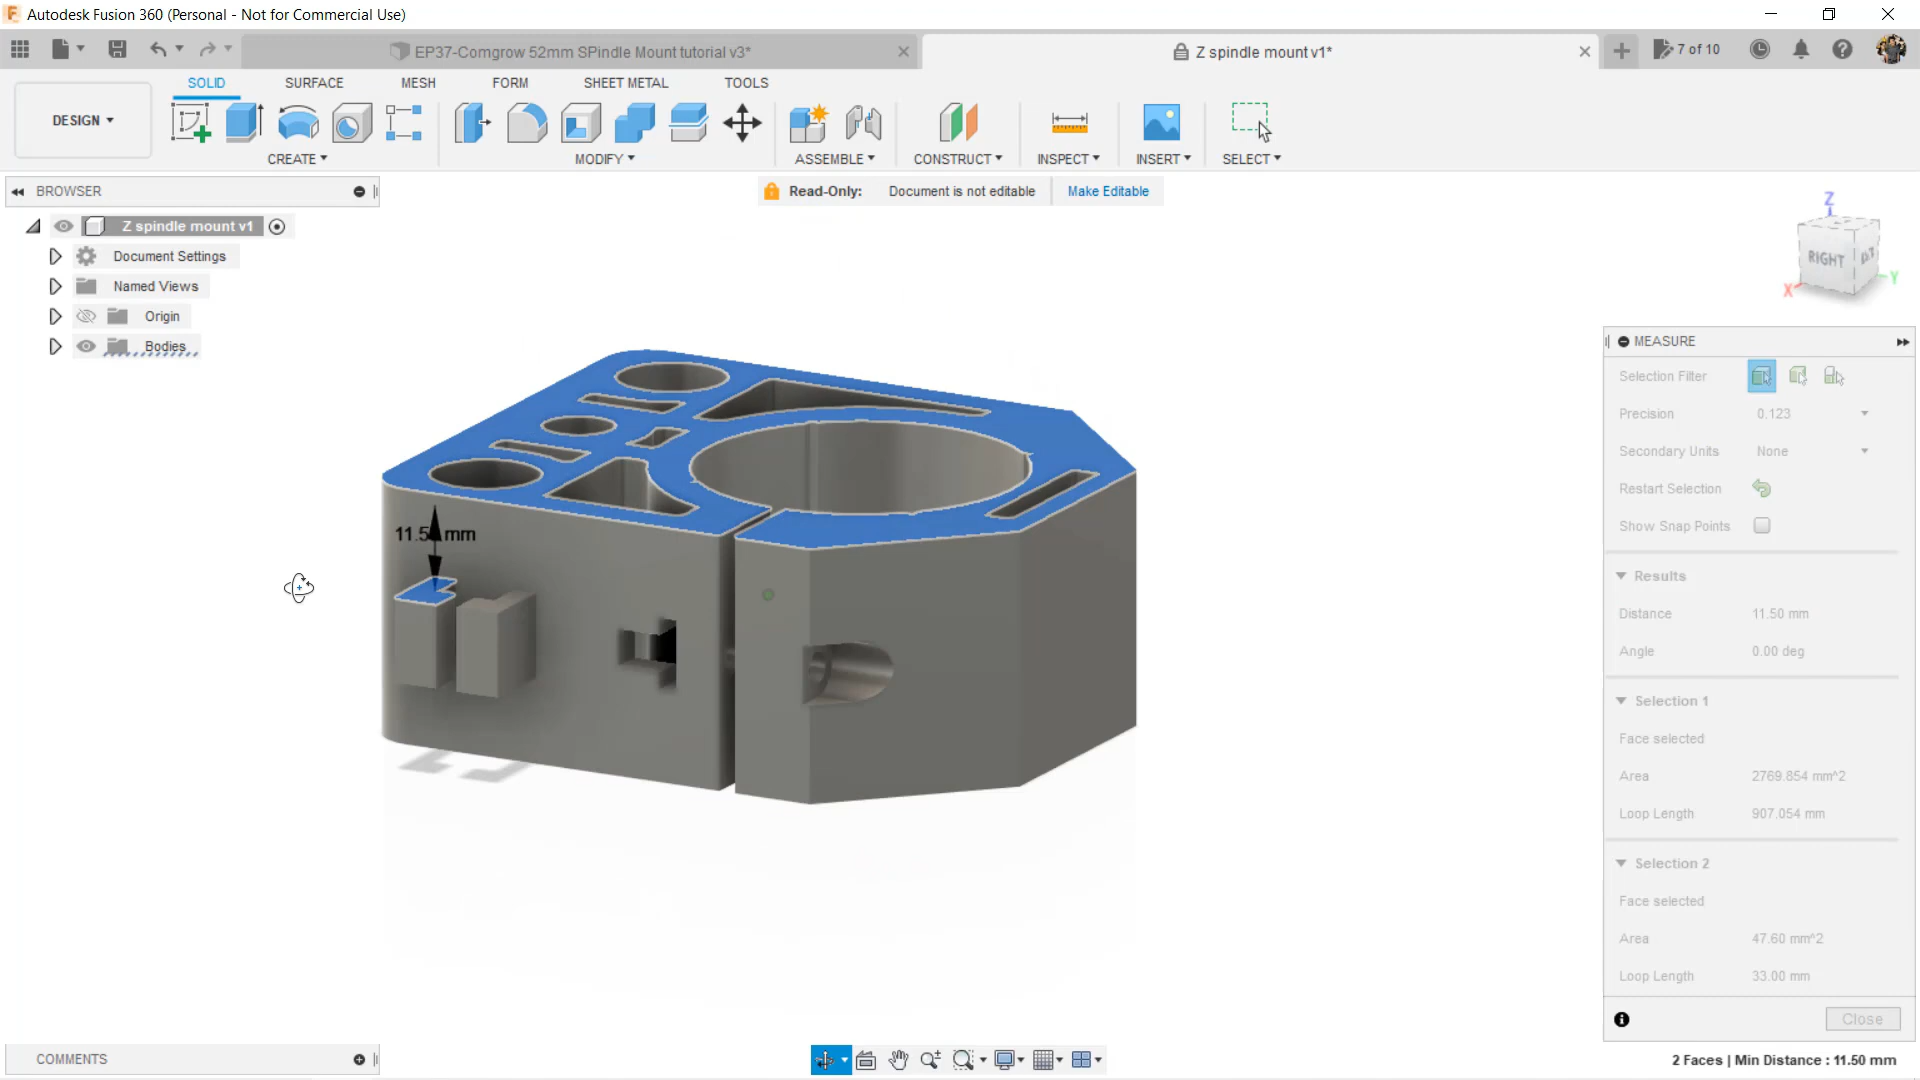 Autodesk Fusion 360 (Personal - Not for Commercial Use)
EP37-Comgrow 52mm SPindle Mount tutorial v3*
Z spindle mount v1*
7 of 10
SOLID
SURFACE
MESH
FORM
SHEET METAL
TOOLS
DESIGN
CREATE
MODIFY
ASSEMBLE
CONSTRUCT
INSPECT
INSERT
SELECT
BROWSER
Read-Only: Document is not editable Make Editable
Z spindle mount v1
Document Settings
Named Views
Origin
Bodies
Z
RIGHT
X
Y
MEASURE
Selection Filter
Precision 0.123
Secondary Units None
Restart Selection
Show Snap Points
Results
Distance 11.50 mm
Angle 0.00 deg
Selection 1
Face selected
Area 2769.854 mm^2
Loop Length 907.054 mm
Selection 2
Face selected
Area 47.60 mm^2
Loop Length 33.00 mm
Close
COMMENTS
2 Faces | Min Distance : 11.50 mm